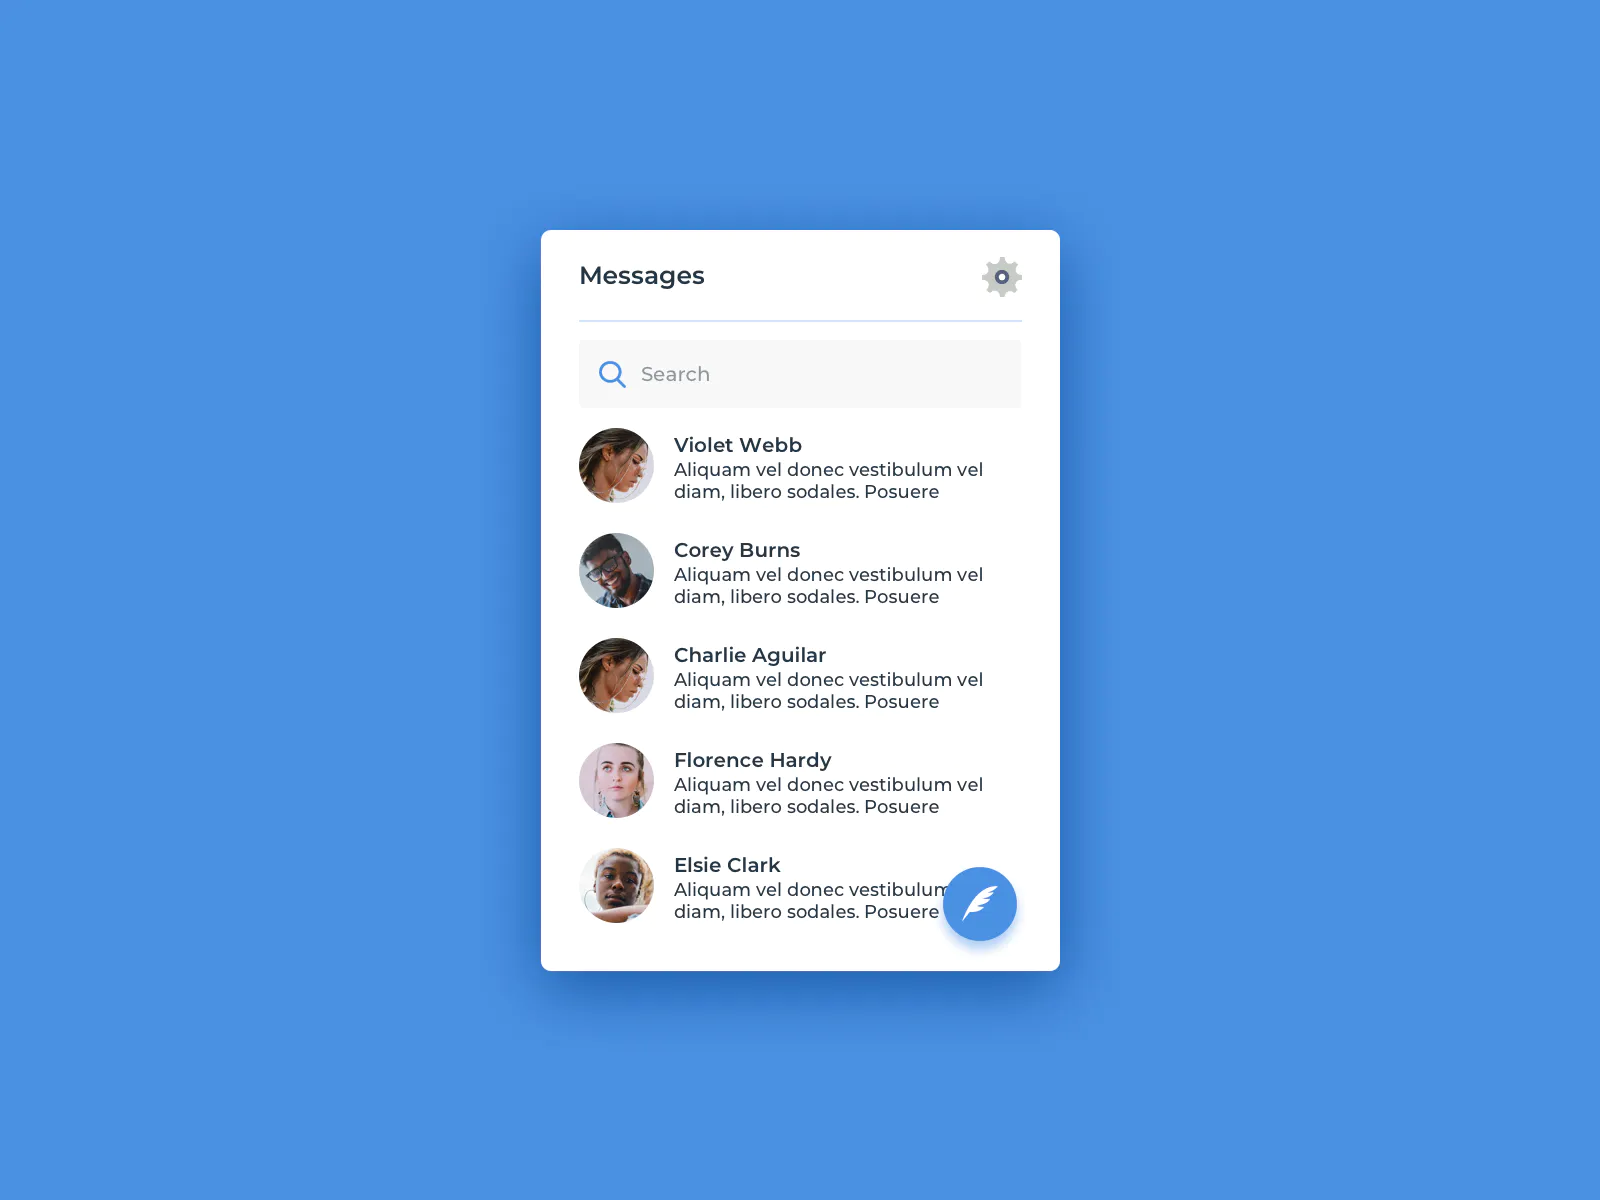 Messages
Search
Violet Webb
Aliquam vel donec vestibulum vel
diam, libero sodales. Posuere
Corey Burns
Aliquam vel donec vestibulum vel
diam, libero sodales. Posuere
Charlie Aguilar
Aliquam vel donec vestibulum vel
diam, libero sodales. Posuere
Florence Hardy
Aliquam vel donec vestibulum vel
diam, libero sodales. Posuere
Elsie Clark
Aliquam vel donec vestibulum
diam, libero sodales. Posuere